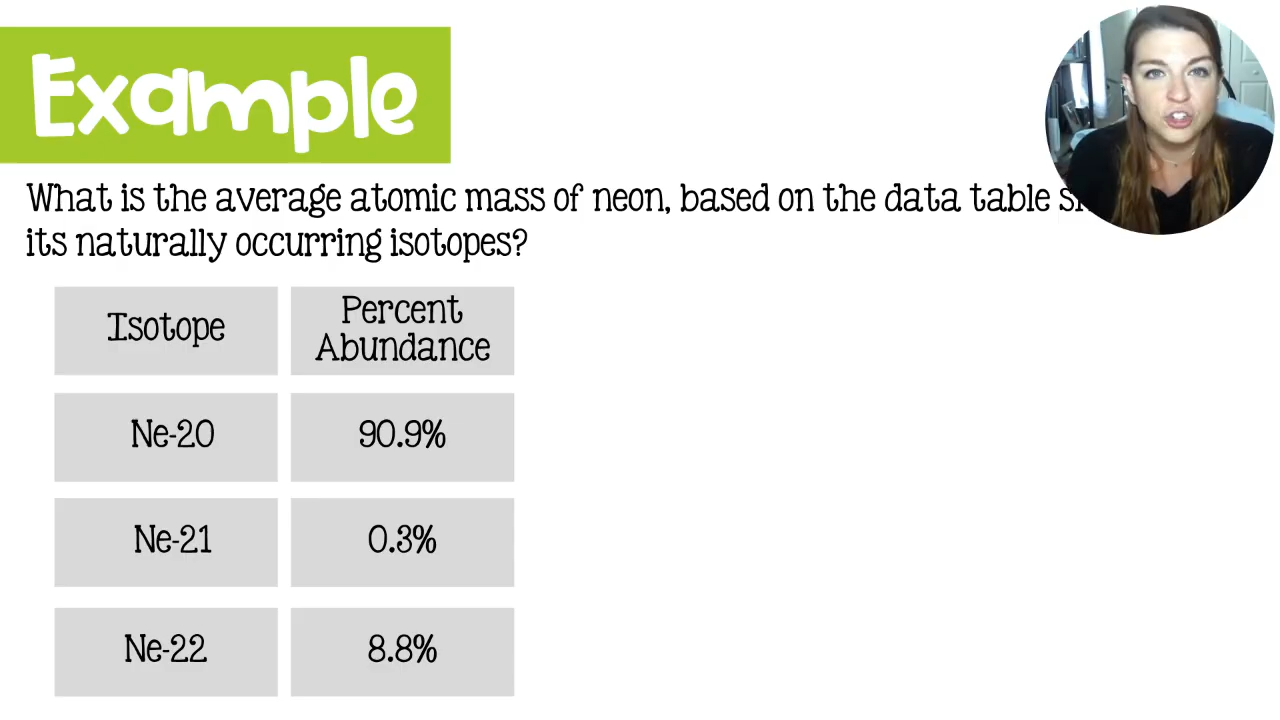 Example
What is the average atomic mass of neon, based on the data table
its naturally occurring isotopes?
Isotope
Percent
Abundance
Ne-20
90.9%
Ne-21
0.3%
Ne-22
8.8%